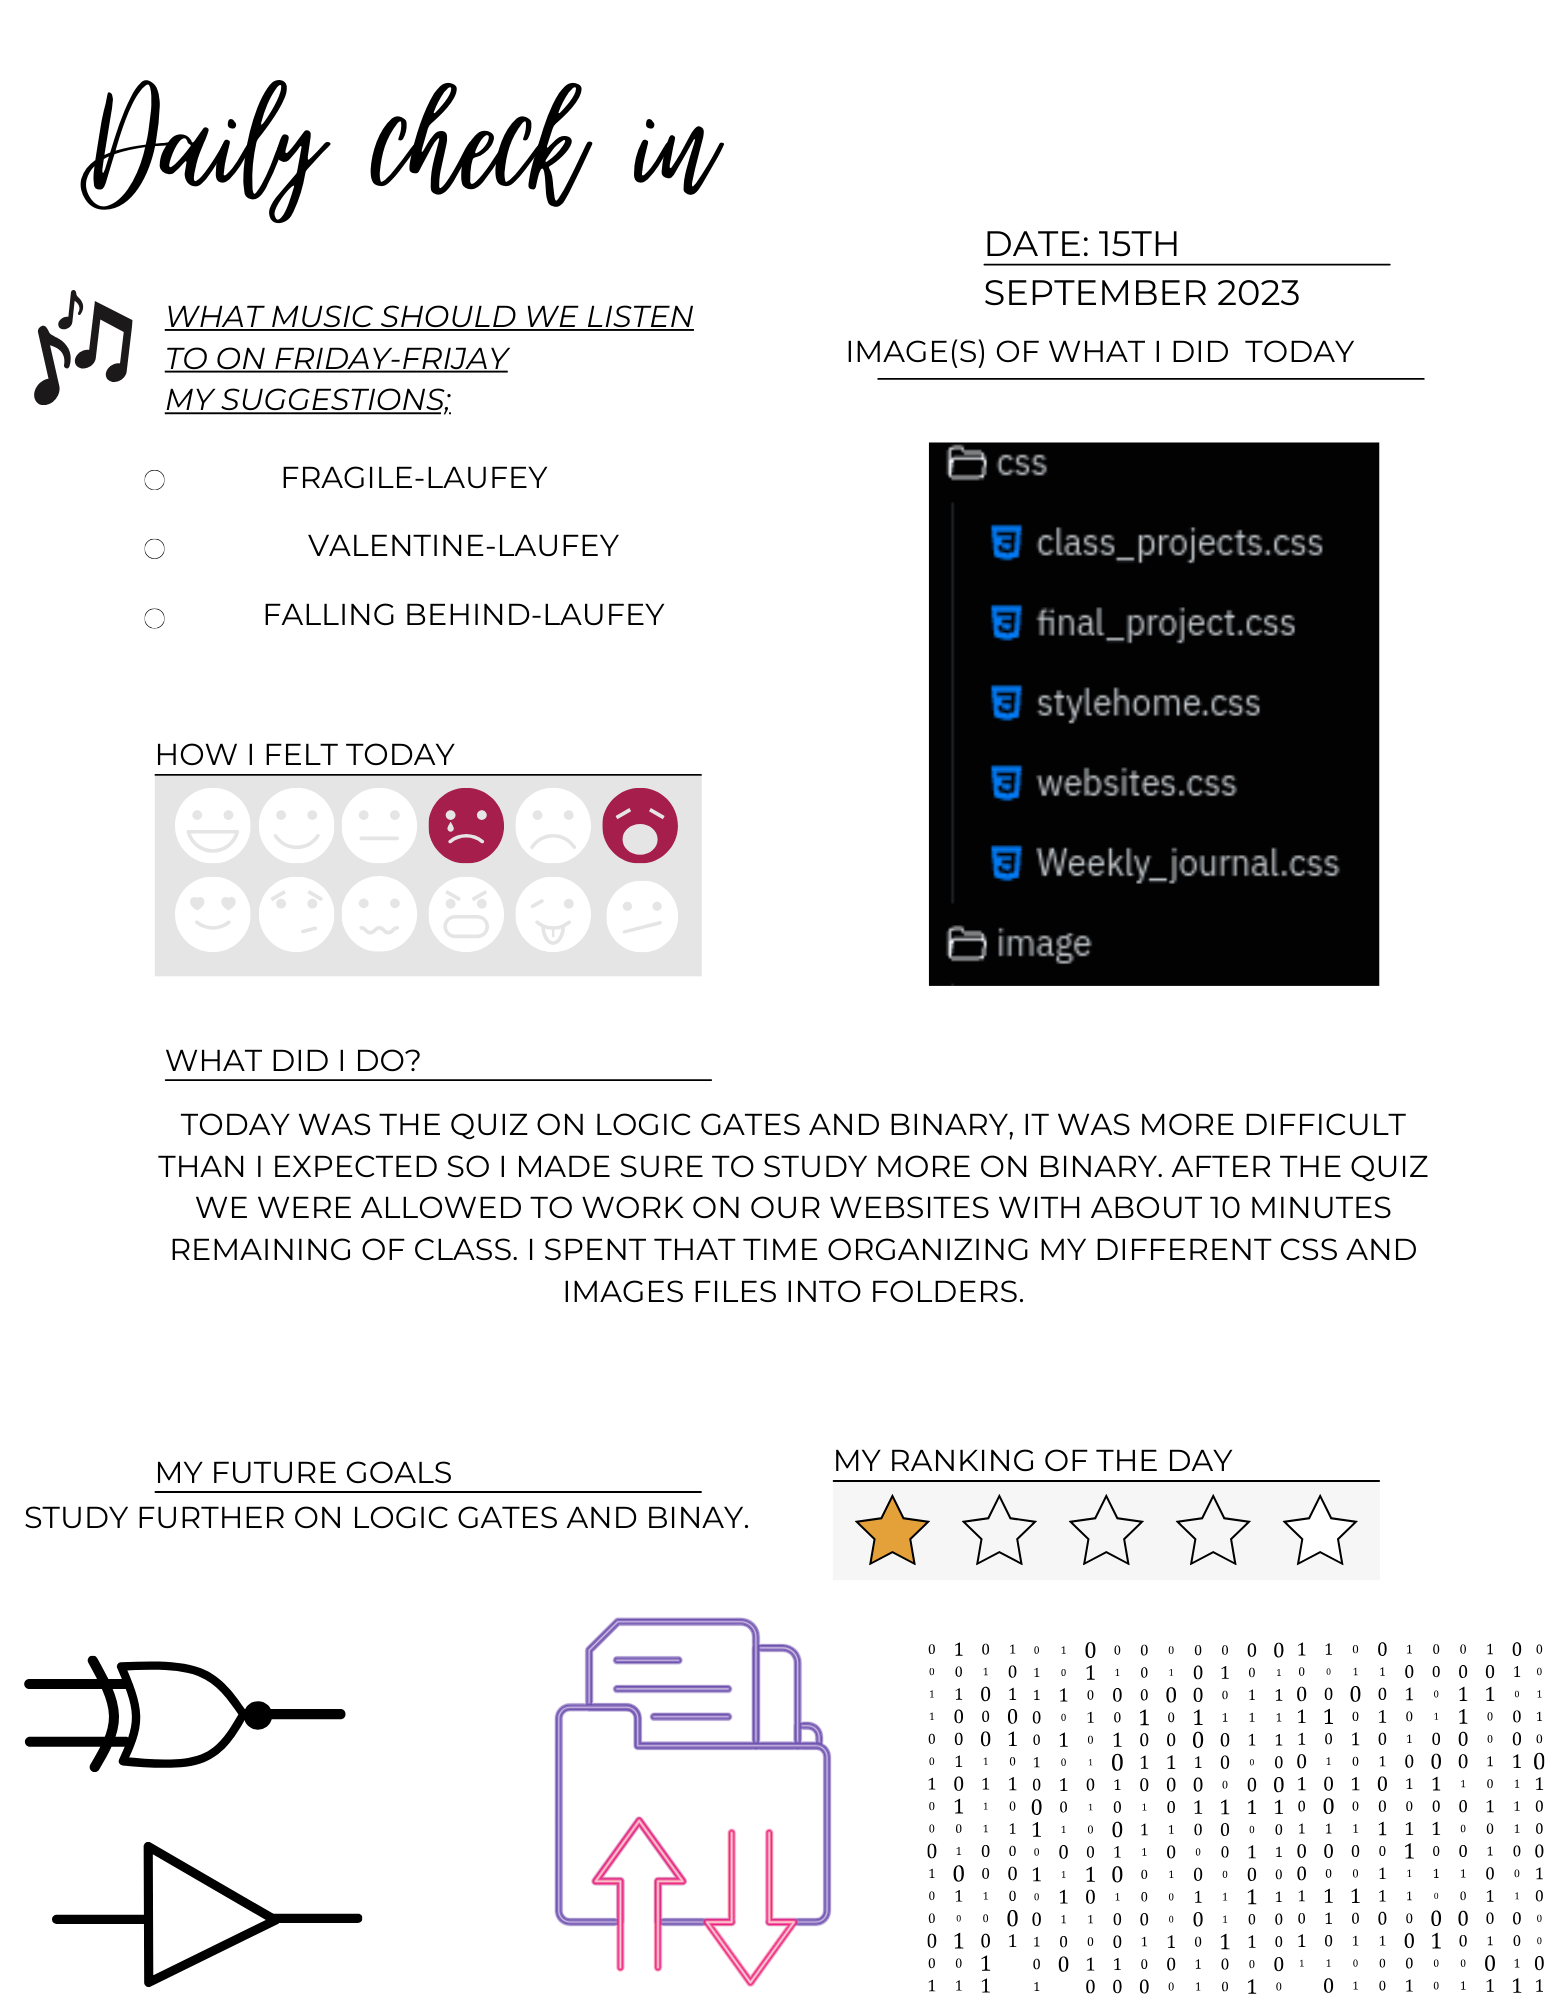 Daily check in
DATE: 15TH
SEPTEMBER 2023
WHAT MUSIC SHOULD WE LISTEN
TO ON FRIDAY-FRIJAY
MY SUGGESTIONS;
FRAGILE-LAUFEY
VALENTINE-LAUFEY
FALLING BEHIND-LAUFEY
IMAGE(S) OF WHAT I DID TODAY
css
class_projects.css
final_project.css
stylehome.css
websites.css
Weekly_journal.css
image
HOW I FELT TODAY
WHAT DID I DO?
TODAY WAS THE QUIZ ON LOGIC GATES AND BINARY, IT WAS MORE DIFFICULT
THAN I EXPECTED SO I MADE SURE TO STUDY MORE ON BINARY. AFTER THE QUIZ
WE WERE ALLOWED TO WORK ON OUR WEBSITES WITH ABOUT 10 MINUTES
REMAINING OF CLASS. I SPENT THAT TIME ORGANIZING MY DIFFERENT CSS AND
IMAGES FILES INTO FOLDERS.
MY FUTURE GOALS
STUDY FURTHER ON LOGIC GATES AND BINAY.
MY RANKING OF THE DAY